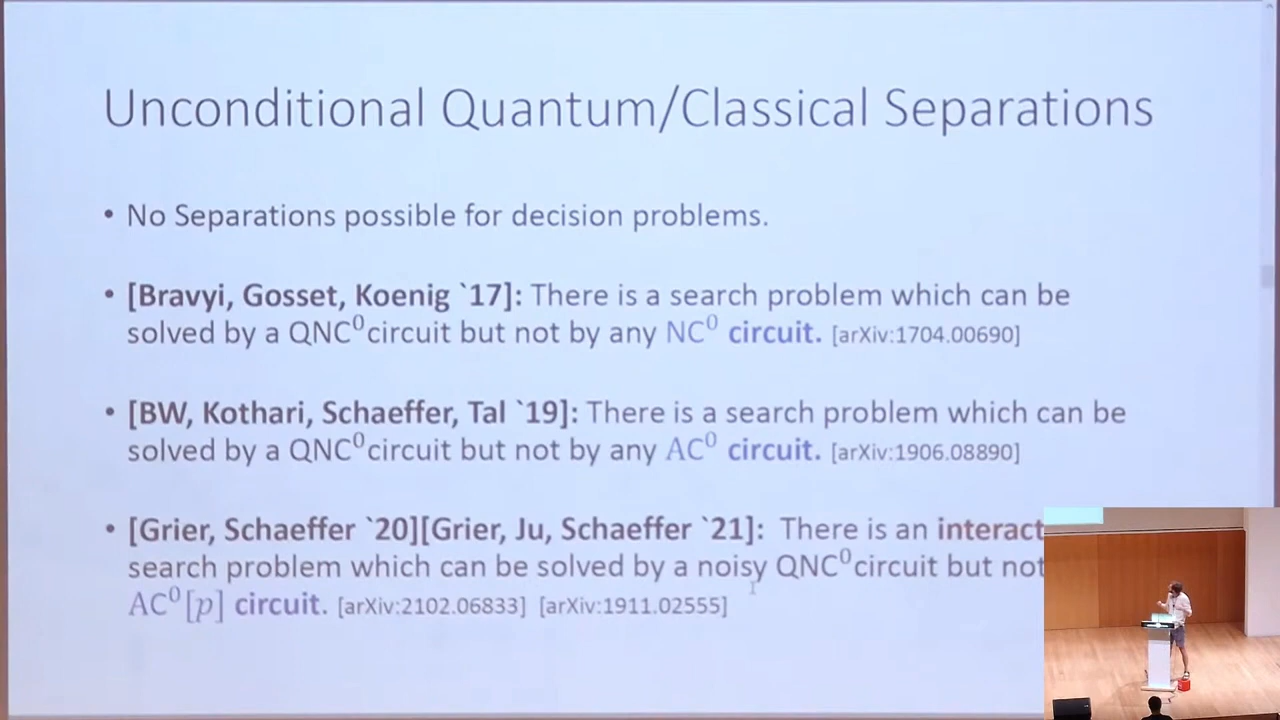 Unconditional Quantum/Classical Separations
• No Separations possible for decision problems.
• [Bravyi, Gosset, Koenig `17]: There is a search problem which can be
solved by a QNC⁰circuit but not by any NC⁰ circuit. [arXiv:1704.00690]
• [BW, Kothari, Schaeffer, Tal `19]: There is a search problem which can be
solved by a QNC⁰circuit but not by any AC⁰ circuit. [arXiv:1906.08890]
• [Grier, Schaeffer `20][Grier, Ju, Schaeffer `21]: There is an interact
search problem which can be solved by a noisy QNC⁰circuit but not
AC⁰[p] circuit. [arXiv:2102.06833] [arXiv:1911.02555]